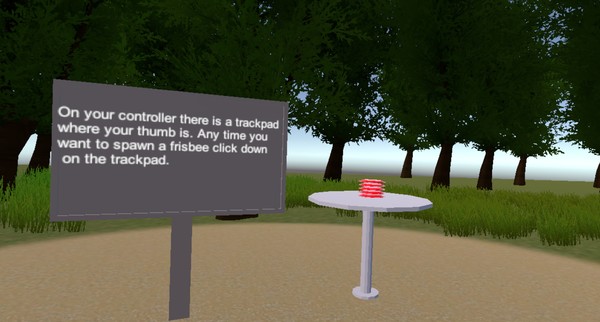 On your controller there is a trackpad
where your thumb is. Any time you
want to spawn a frisbee click down
on the trackpad.